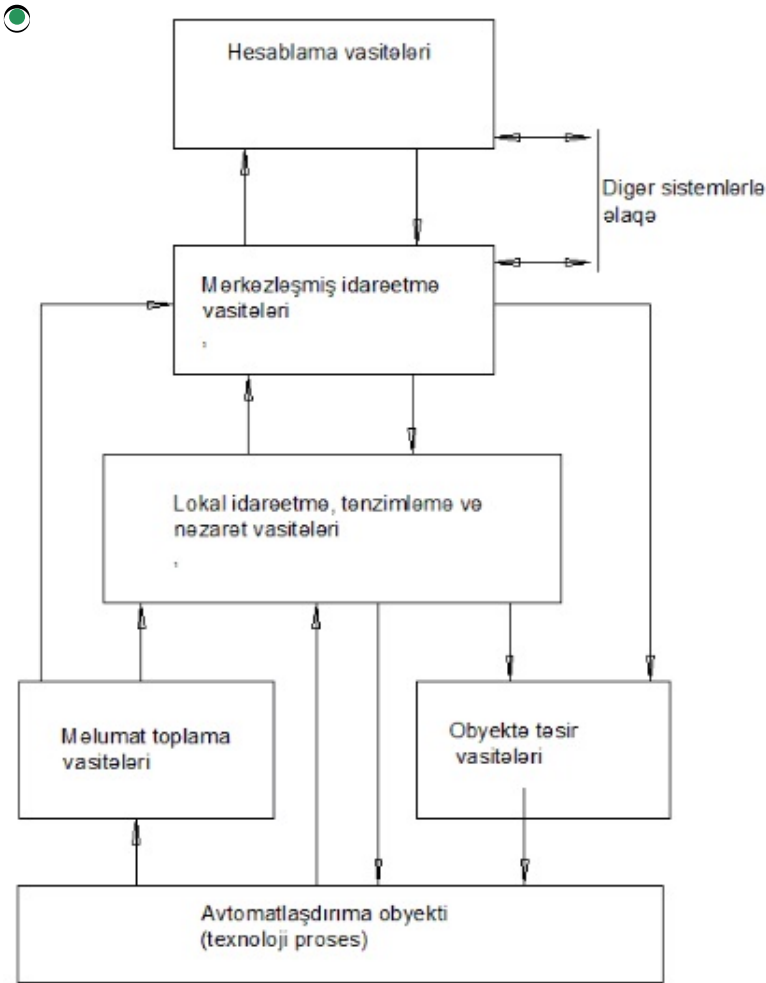 Hesablama vasitələri
Digər sistemlərlə
əlaqə
Mərkəzləşmiş idarəetmə
vasitələri
,
Lokal idarəetmə, tənzimləmə və
nəzarət vasitələri
,
Məlumat toplama
vasitələri
Obyektə təsir
vasitələri
Avtomatlaşdırıma obyekti
(texnoloji proses)